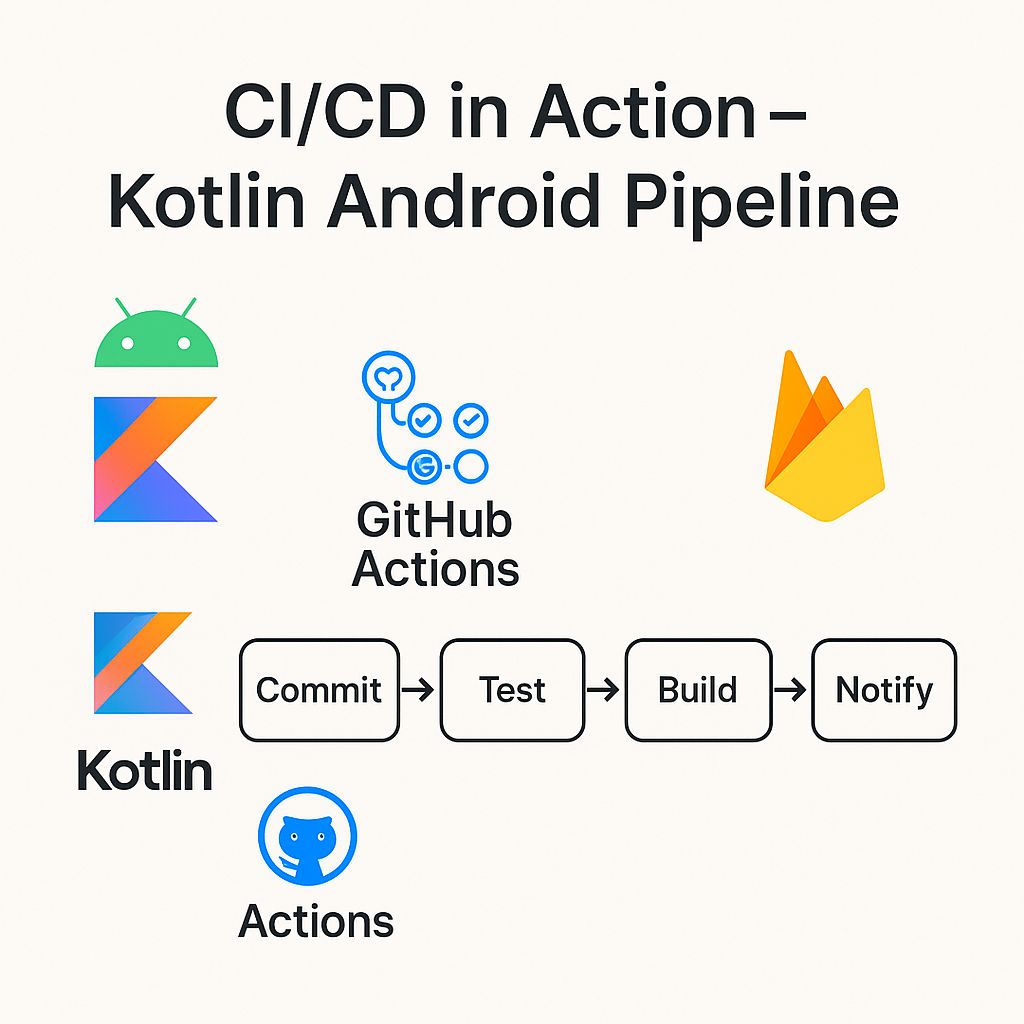 CI/CD in Action –
Kotlin Android Pipeline
GitHub
Actions
Commit
Test
Build
Notify
Kotlin
Actions